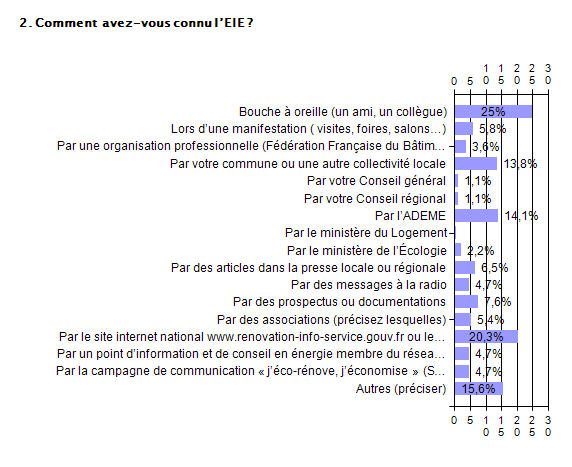 2. Comment avez-vous connu l'EIE ?
0 5 10 15 20 25 30
Bouche à oreille (un ami, un collègue) 25%
Lors d'une manifestation ( visites, foires, salons...) 5,8%
Par une organisation professionnelle (Fédération Française du Bâtim... 3,6%
Par votre commune ou une autre collectivité locale 13,8%
Par votre Conseil général 1,1%
Par votre Conseil régional 1,1%
Par l'ADEME 14,1%
Par le ministère du Logement
Par le ministère de l'Écologie 2,2%
Par des articles dans la presse locale ou régionale 6,5%
Par des messages à la radio 4,7%
Par des prospectus ou documentations 7,6%
Par des associations (précisez lesquelles) 5,4%
Par le site internet national www.renovation-info-service.gouv.fr ou le... 20,3%
Par un point d'information et de conseil en énergie membre du résea... 4,7%
Par la campagne de communication « j'éco-rénove, j'économise » (S... 4,7%
Autres (préciser) 15,6%
0 5 10 15 20 25 30